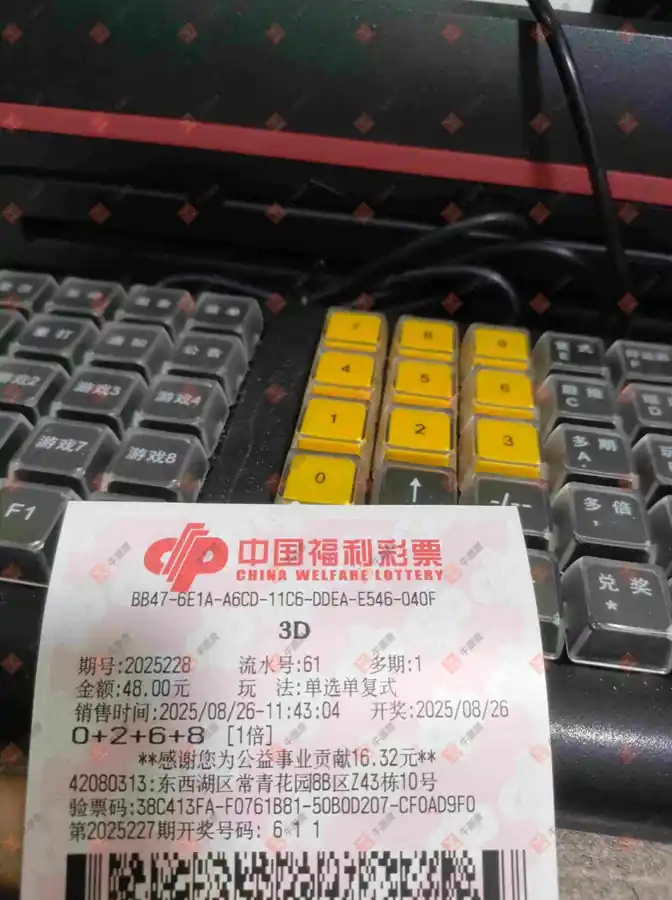 7 8 9
4 5 6
游戏2 游戏3 游戏4
1 2 3
多期 A
游戏7 游戏8
0 ↑ -/--
多倍
F1
兑奖 *
中国福利彩票
CHINA WELFARE LOTTERY
BB47-6E1A-A6CD-11C6-DDEA-E546-040F
3D
期号:2025228 流水号:61 多期:1
金额:48.00元 玩 法:单选单复式
销售时间:2025/08/26-11:43:04 开奖:2025/08/26
0+2+6+8 [1倍]
**感谢您为公益事业贡献16.32元**
42080313:东西湖区常青花园8B区Z43栋10号
验票码:38C413FA-F0761B81-50B0D207-CFOAD9F0
第2025227期开奖号码: 6 1 1